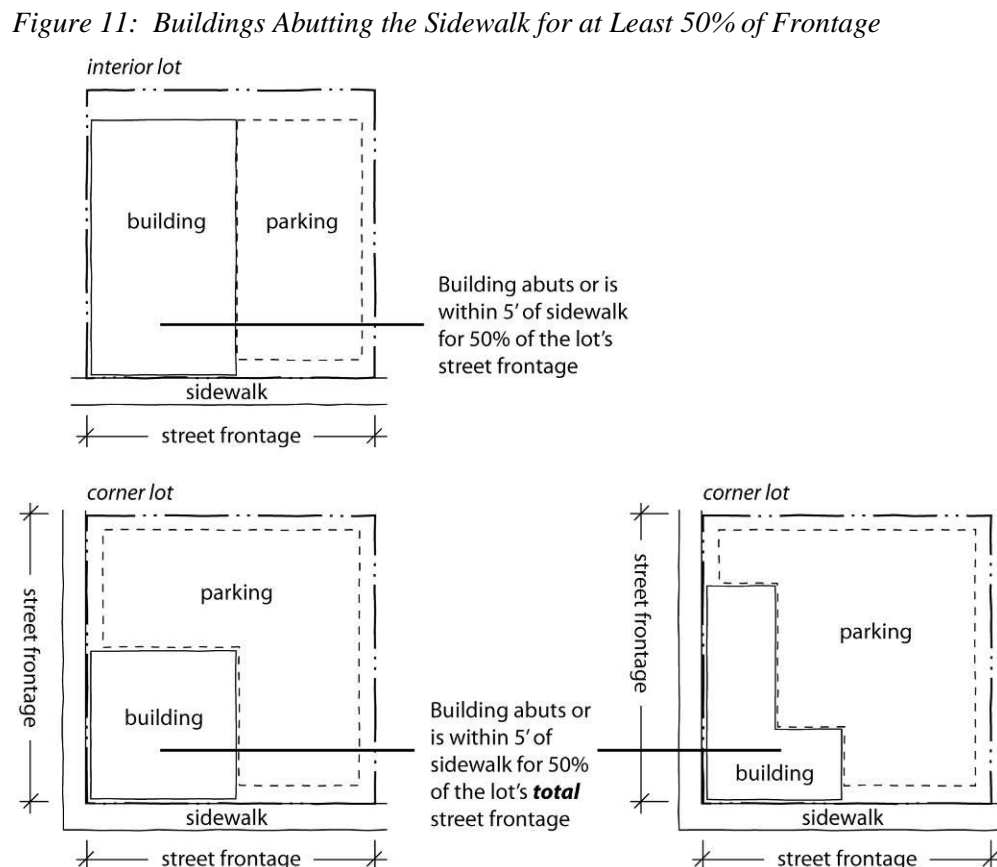 Figure 11: Buildings Abutting the Sidewalk for at Least 50% of Frontage
interior lot
building
parking
Building abuts or is
within 5' of sidewalk
for 50% of the lot's
street frontage
sidewalk
street frontage
corner lot
street frontage
parking
building
sidewalk
street frontage
Building abuts or
is within 5' of
sidewalk for 50%
of the lot's total
street frontage
corner lot
street frontage
parking
building
sidewalk
street frontage